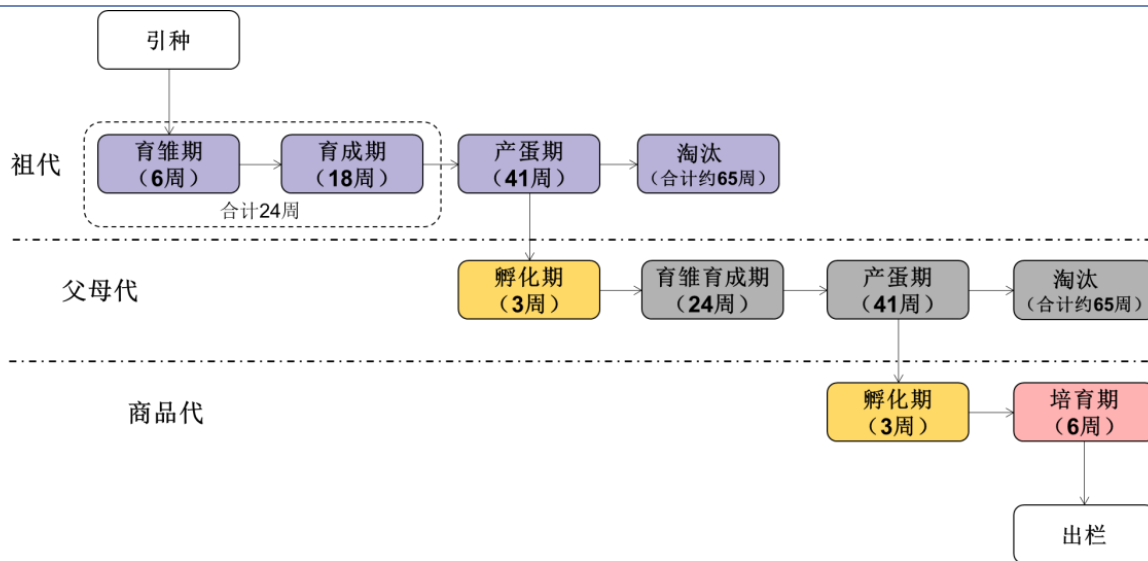 引种
祖代
育雏期
（6周）
育成期
（18周）
产蛋期
（41周）
淘汰
（合计约65周）
合计24周
父母代
孵化期
（3周）
育雏育成期
（24周）
产蛋期
（41周）
淘汰
（合计约65周）
商品代
孵化期
（3周）
培育期
（6周）
出栏